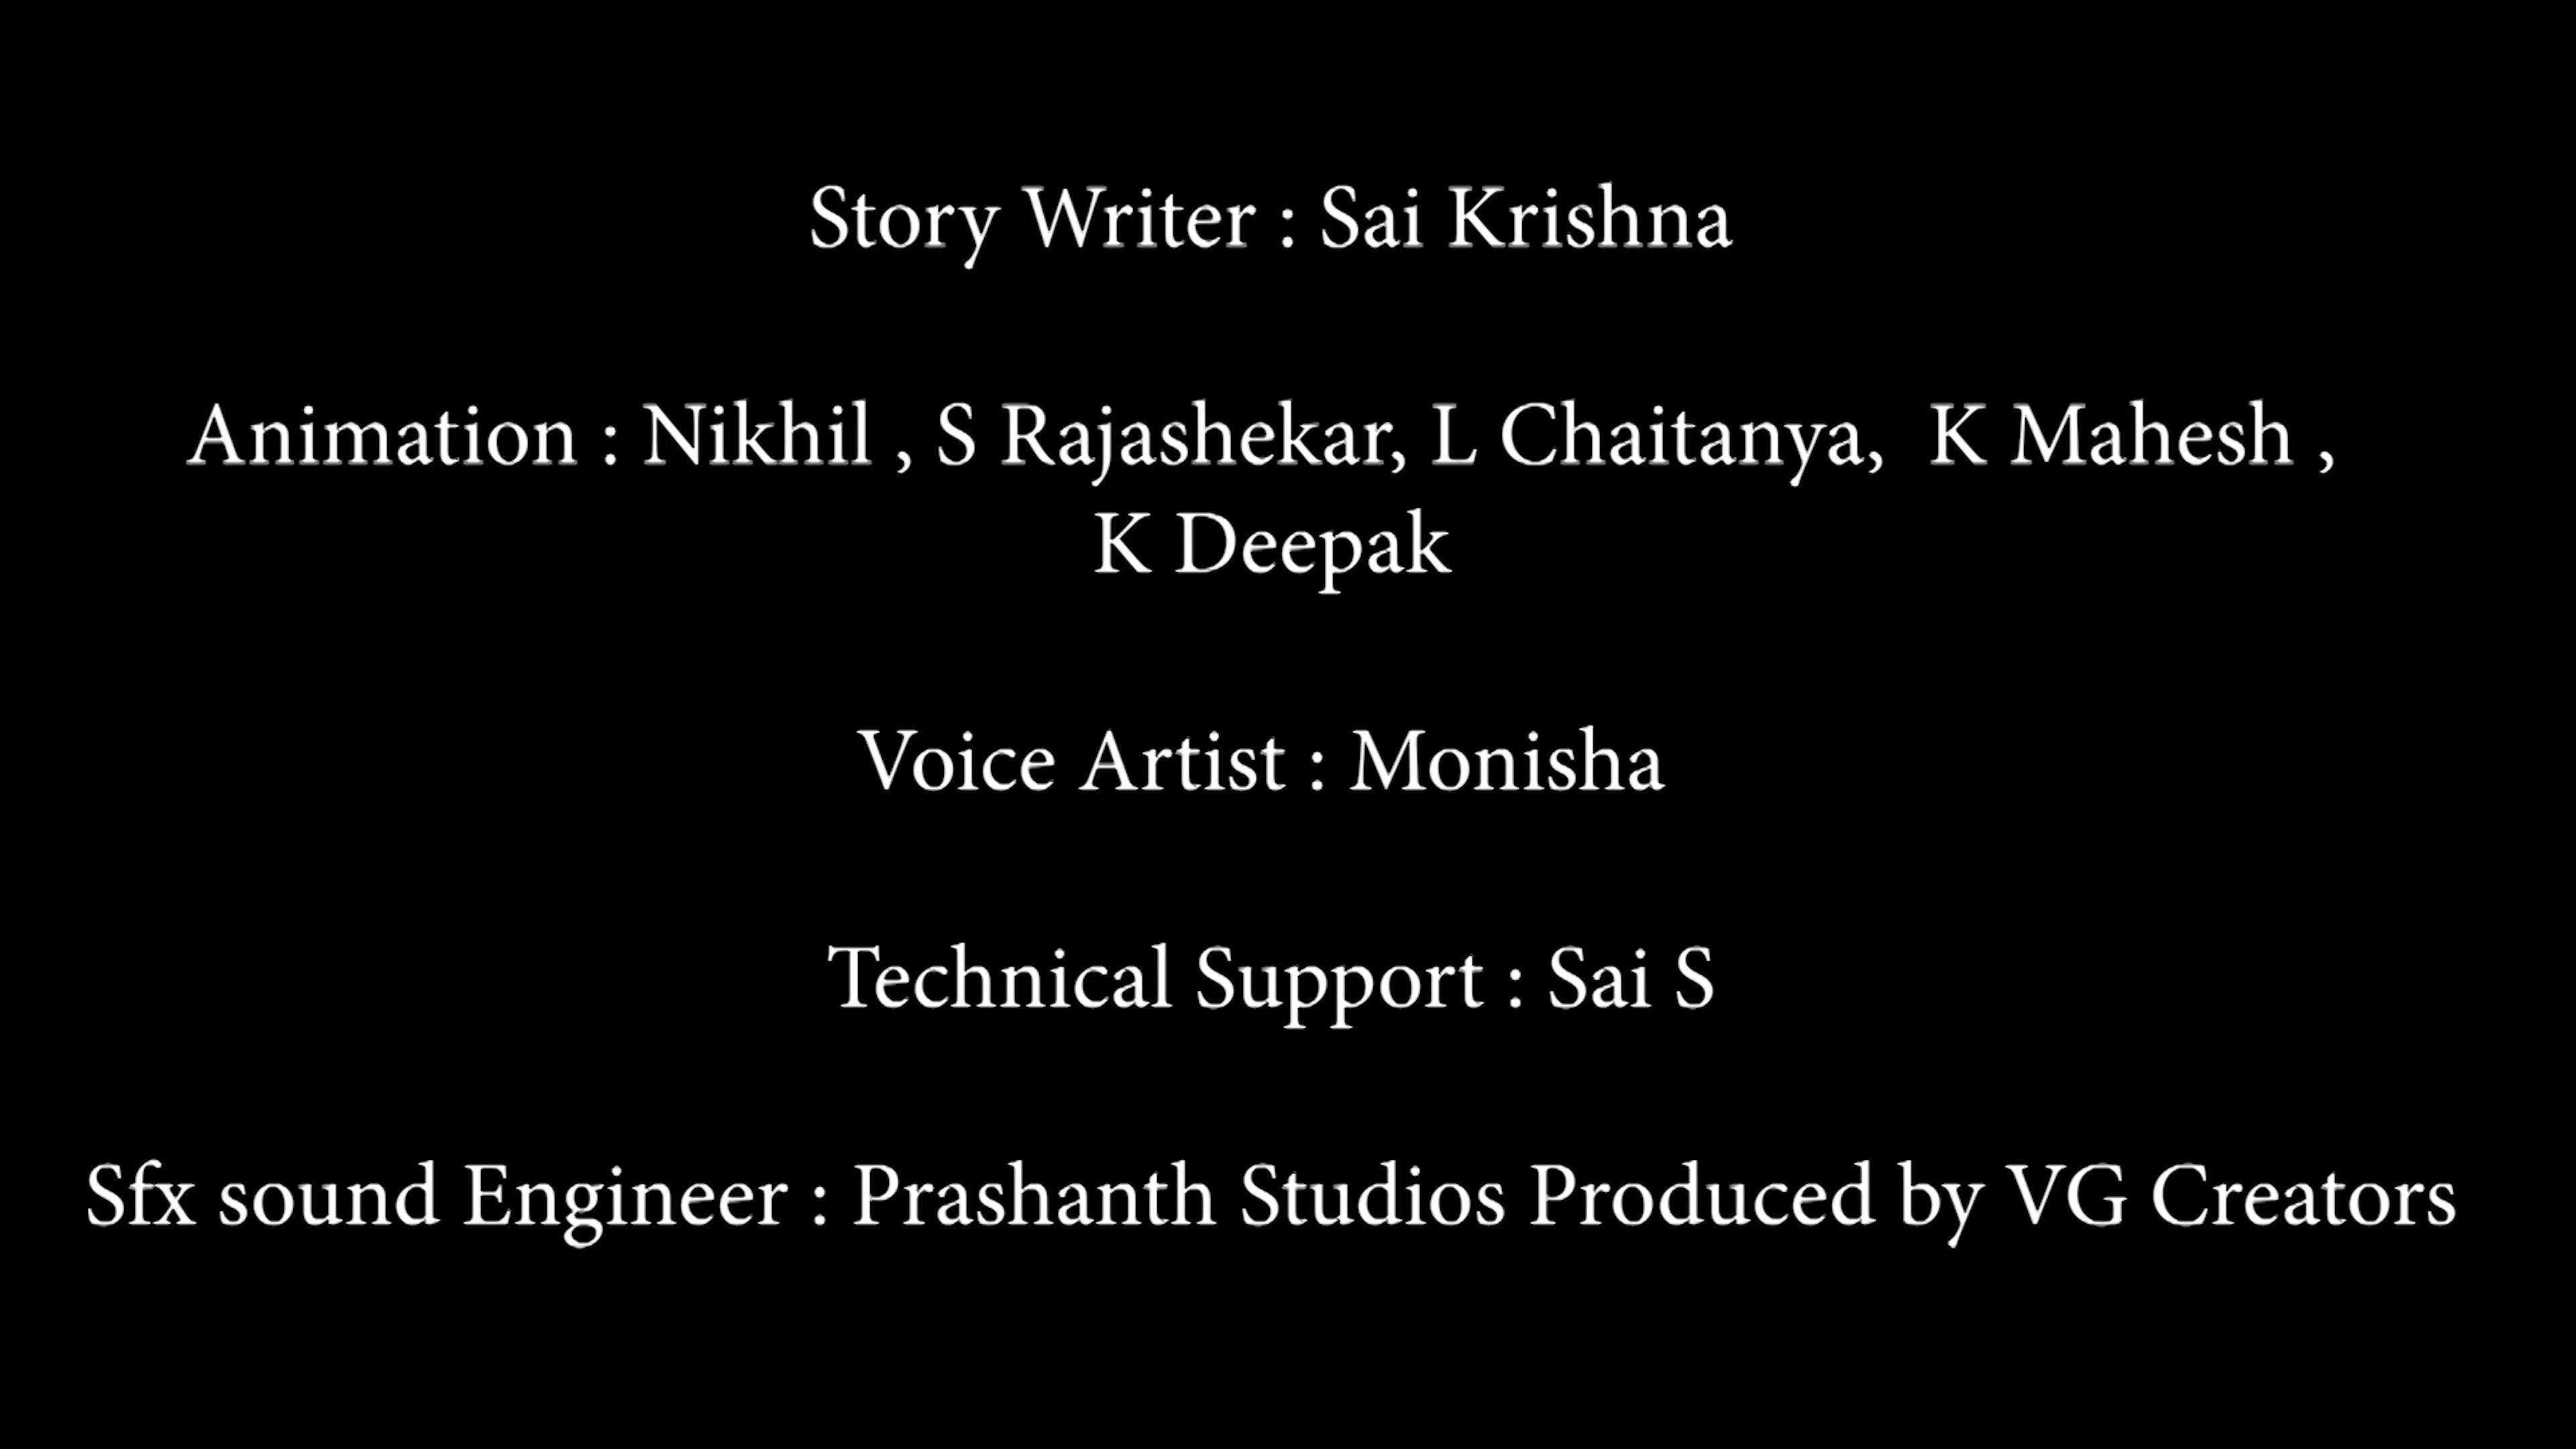 Story Writer : Sai Krishna
Animation : Nikhil , S Rajashekar, L Chaitanya,  K Mahesh ,
K Deepak
Voice Artist : Monisha
Technical Support : Sai S
Sfx sound Engineer : Prashanth Studios Produced by VG Creators